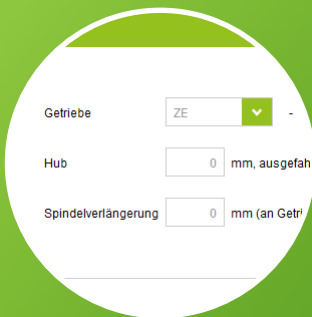 Getriebe ZE -
Hub 0 mm, ausgefah
Spindelverlängerung 0 mm (an Getri